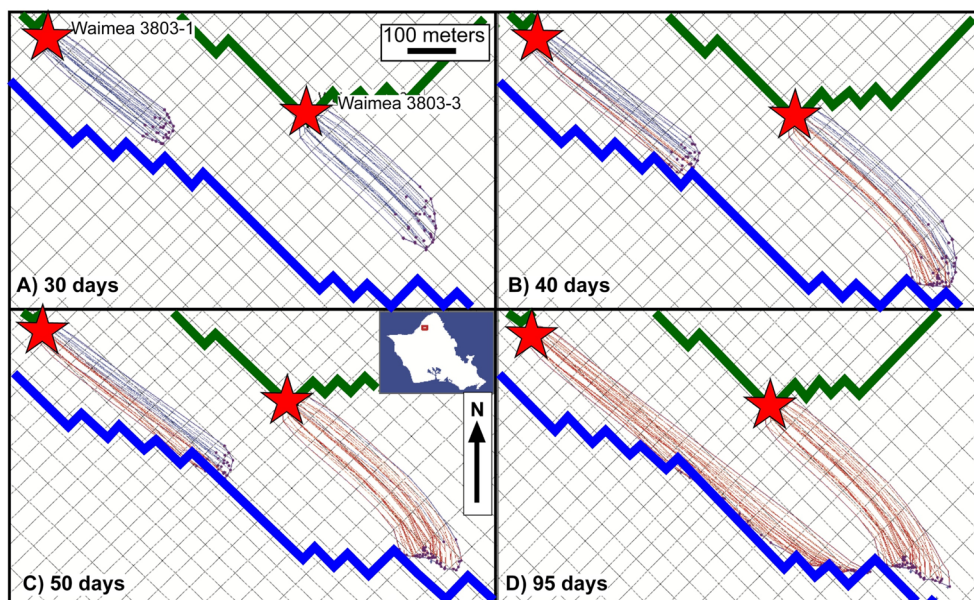 Waimea 3803-1
100 meters
Waimea 3803-3
A) 30 days
B) 40 days
N
C) 50 days
D) 95 days